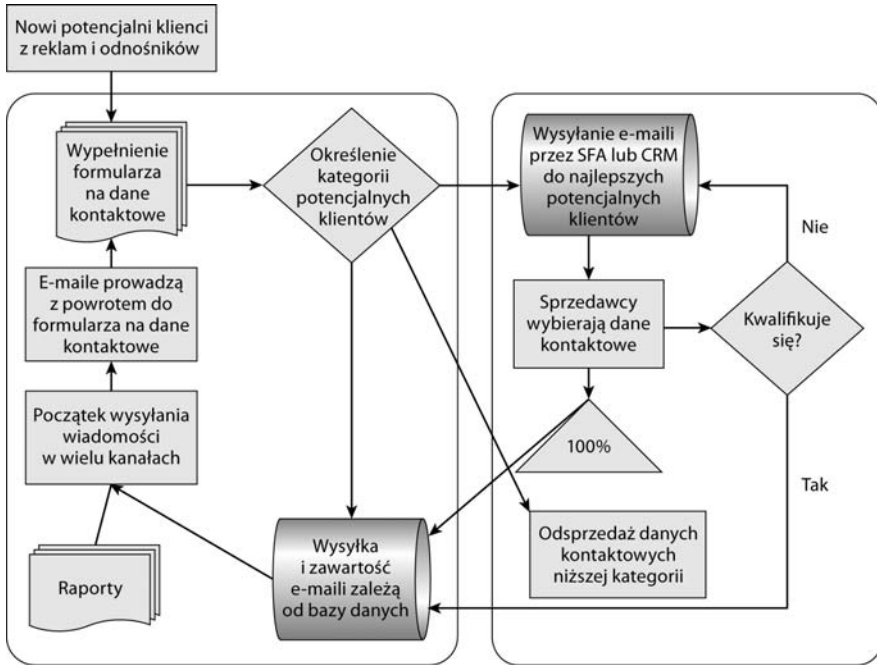 Nowi potencjalni klienci
z reklam i odnośników
Wypełnienie
formularza
na dane
kontaktowe
Określenie
kategorii
potencjalnych
klientów
Wysyłanie e-maili
przez SFA lub CRM
do najlepszych
potencjalnych
klientów
Nie
E-maile prowadzą
z powrotem do
formularza na dane
kontaktowe
Sprzedawcy
wybierają dane
kontaktowe
Kwalifikuje
się?
Początek wysyłania
wiadomości
w wielu kanałach
100%
Tak
Raporty
Wysyłka
i zawartość
e-maili zależą
od bazy danych
Odsprzedaż danych
kontaktowych
niższej kategorii